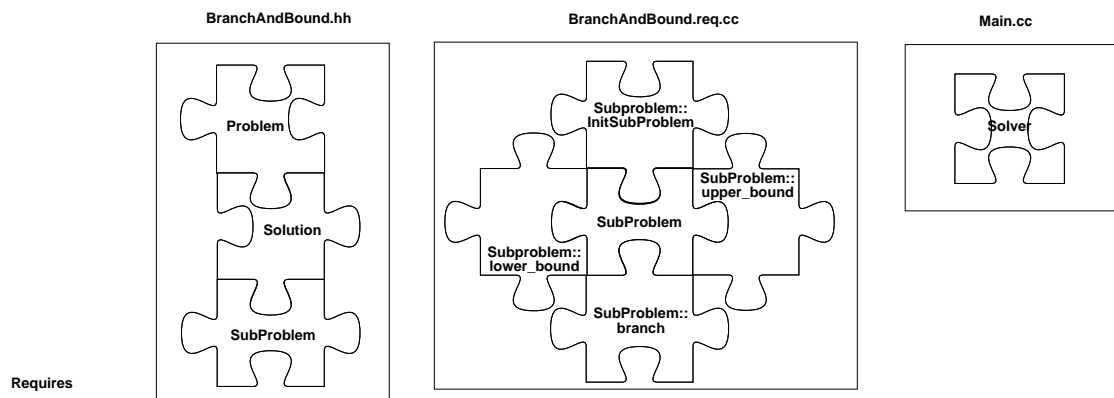 BranchAndBound.hh
BranchAndBound.req.cc
Main.cc
Problem
Solution
SubProblem
Subproblem::
InitSubProblem
SubProblem::
upper_bound
SubProblem
Subproblem::
lower_bound
SubProblem::
branch
Solver
Requires